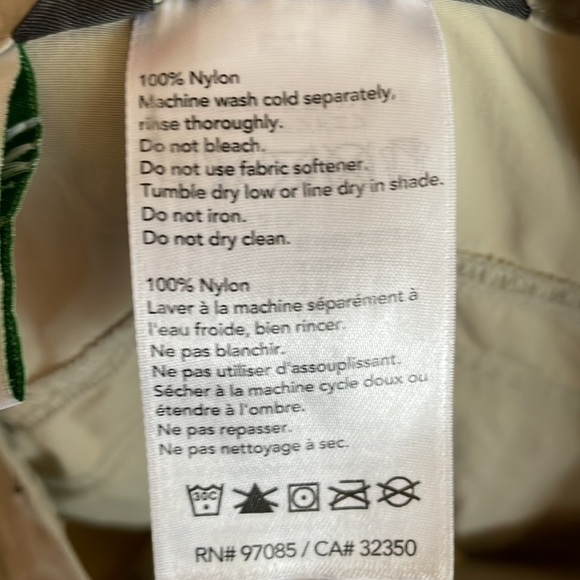 100% Nylon
Machine wash cold separately,
rinse thoroughly.
Do not bleach.
Do not use fabric softener.
Tumble dry low or line dry in shade.
Do not iron.
Do not dry clean.
100% Nylon
Laver à la machine séparément à
l'eau froide, bien rincer.
Ne pas blanchir.
Ne pas utiliser d'assouplissant.
Sécher à la machine cycle doux ou
étendre à l'ombre.
Ne pas repasser.
Ne pas nettoyage à sec.
30C
RN# 97085 / CA# 32350